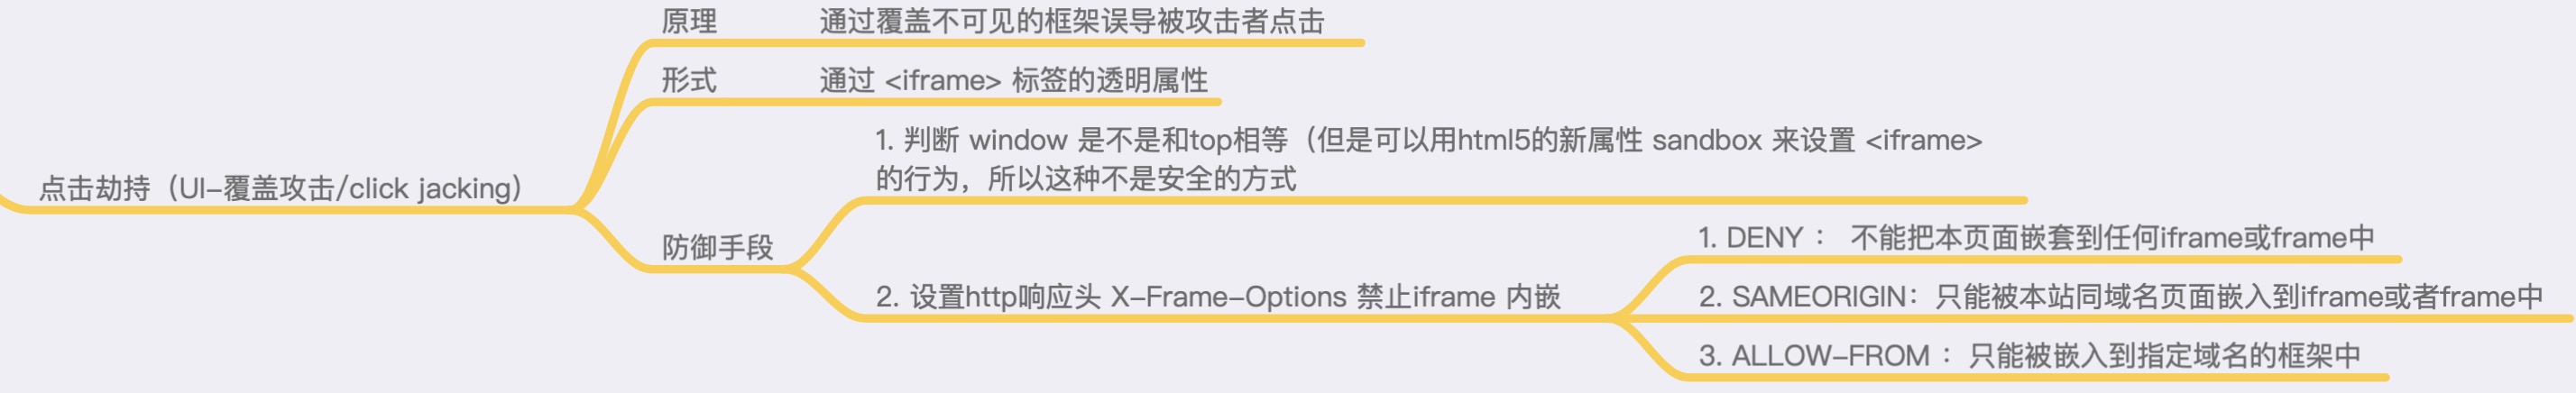 点击劫持（UI-覆盖攻击/click jacking）
原理 通过覆盖不可见的框架误导被攻击者点击
形式 通过 <iframe> 标签的透明属性
防御手段
1. 判断 window 是不是和top相等（但是可以用html5的新属性 sandbox 来设置 <iframe>
的行为，所以这种不是安全的方式
2. 设置http响应头 X-Frame-Options 禁止iframe 内嵌
1. DENY： 不能把本页面嵌套到任何iframe或frame中
2. SAMEORIGIN：只能被本站同域名页面嵌入到iframe或者frame中
3. ALLOW-FROM：只能被嵌入到指定域名的框架中